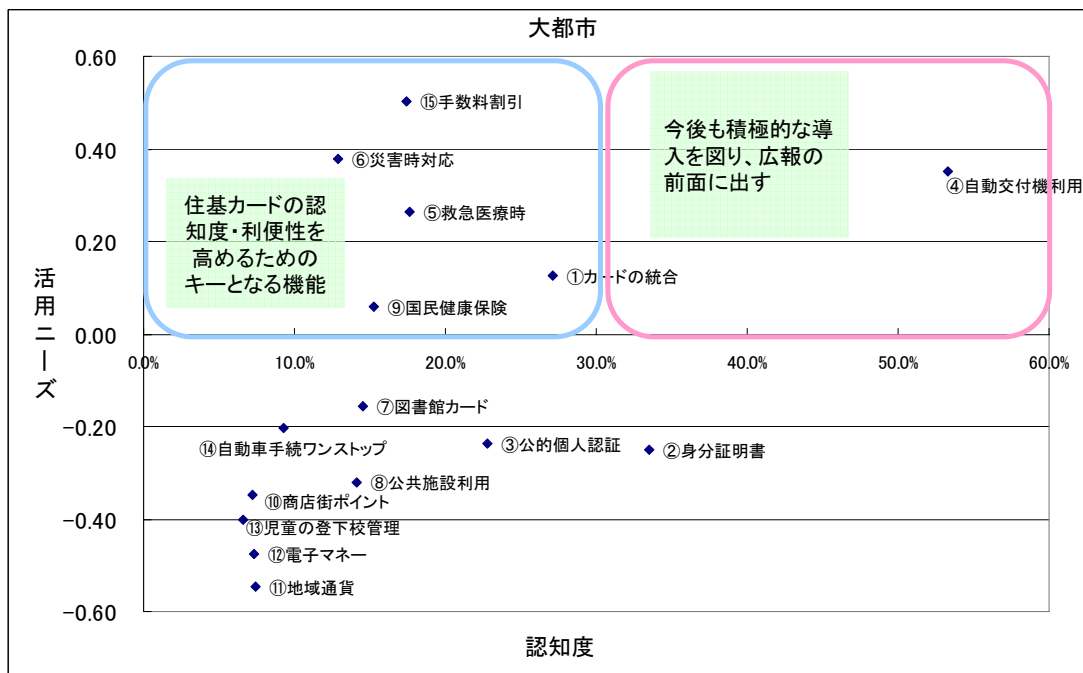 大都市
0.60
⑮手数料割引
今後も積極的な導
入を図り、広報の
前面に出す
0.40
⑥災害時対応
④自動交付機利用
住基カードの認
知度・利便性を
高めるための
キーとなる機能
⑤救急医療時
0.20
①カードの統合
⑨国民健康保険
0.00
0.0%
10.0%
20.0%
30.0%
40.0%
50.0%
60.0%
活用ニーズ
⑦図書館カード
−0.20
⑭自動車手続ワンストップ
③公的個人認証
②身分証明書
⑧公共施設利用
⑩商店街ポイント
−0.40
⑬児童の登下校管理
⑫電子マネー
⑪地域通貨
−0.60
認知度